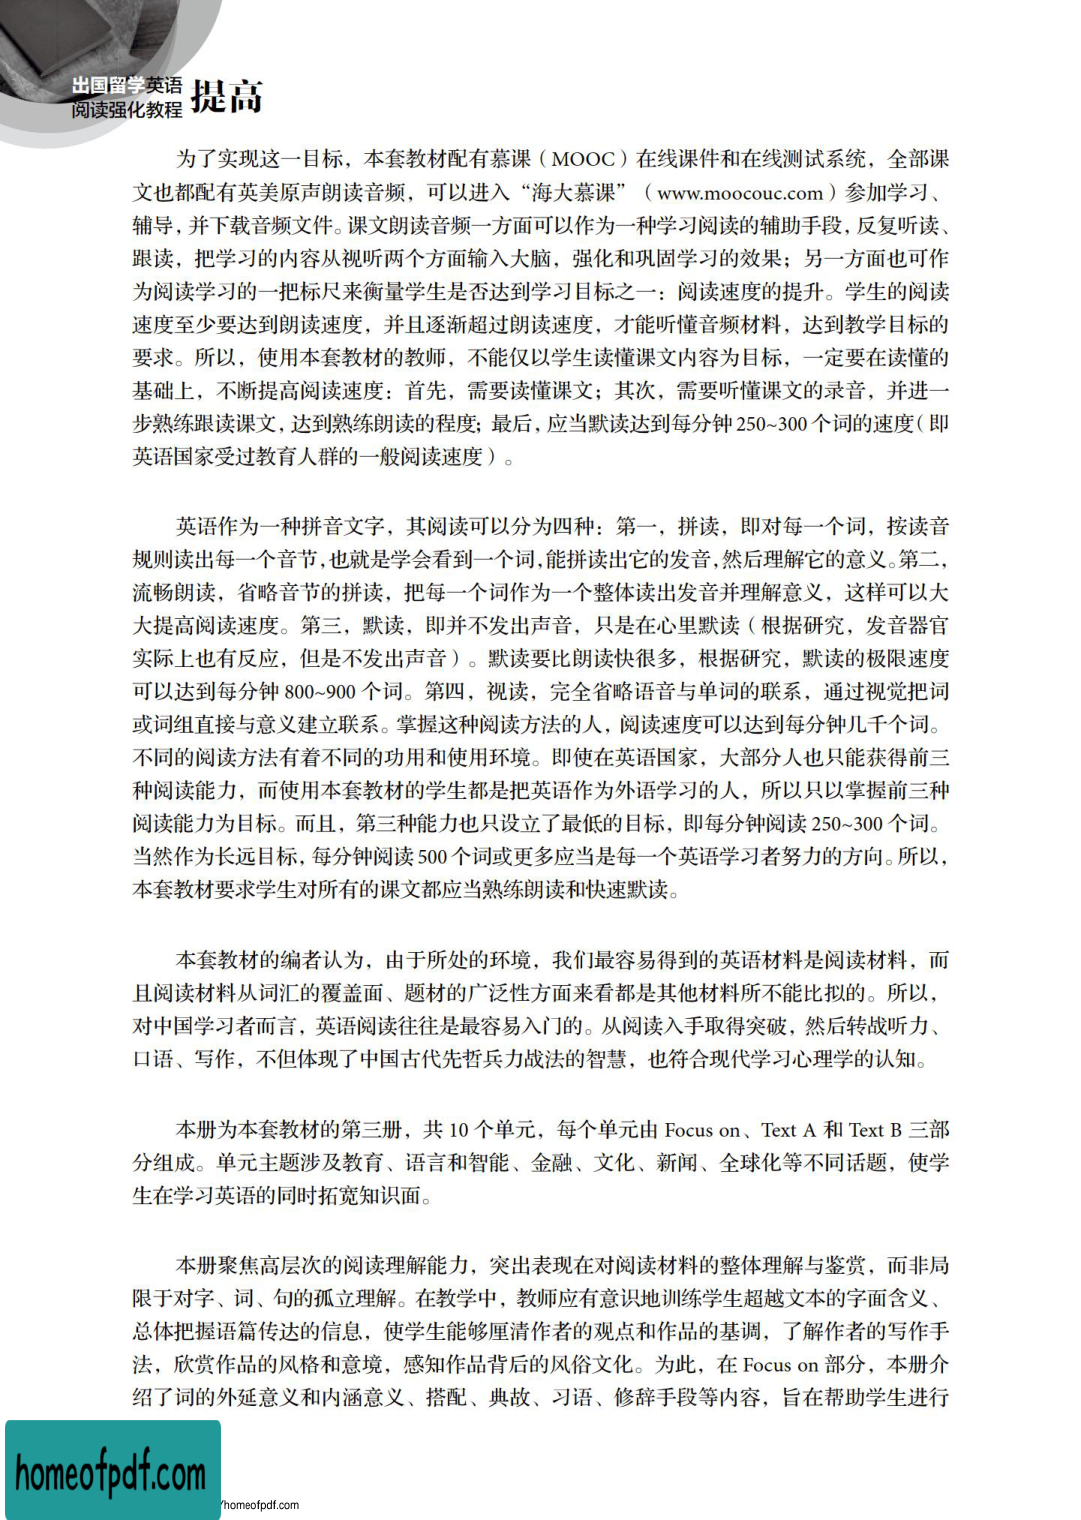 出国留学英语
阅读强化教程 提高
为了实现这一目标，本套教材配有慕课（MOOC）在线课件和在线测试系统，全部课
文也都配有英美原声朗读音频，可以进入“海大慕课”（www.moocouc.com）参加学习、
辅导，并下载音频文件。课文朗读音频一方面可以作为一种学习阅读的辅助手段，反复听读、
跟读，把学习的内容从视听两个方面输入大脑，强化和巩固学习的效果；另一方面也可作
为阅读学习的一把标尺来衡量学生是否达到学习目标之一：阅读速度的提升。学生的阅读
速度至少要达到朗读速度，并且逐渐超过朗读速度，才能听懂音频材料，达到教学目标的
要求。所以，使用本套教材的教师，不能仅以学生读懂课文内容为目标，一定要在读懂的
基础上，不断提高阅读速度：首先，需要读懂课文；其次，需要听懂课文的录音，并进一
步熟练跟读课文，达到熟练朗读的程度；最后，应当默读达到每分钟 250~300 个词的速度（即
英语国家受过教育人群的一般阅读速度）。
英语作为一种拼音文字，其阅读可以分为四种：第一，拼读，即对每一个词，按读音
规则读出每一个音节，也就是学会看到一个词，能拼读出它的发音，然后理解它的意义。第二，
流畅朗读，省略音节的拼读，把每一个词作为一个整体读出发音并理解意义，这样可以大
大提高阅读速度。第三，默读，即并不发出声音，只是在心里默读（根据研究，发音器官
实际上也有反应，但是不发出声音）。默读要比朗读快很多，根据研究，默读的极限速度
可以达到每分钟 800~900 个词。第四，视读，完全省略语音与单词的联系，通过视觉把词
或词组直接与意义建立联系。掌握这种阅读方法的人，阅读速度可以达到每分钟几千个词。
不同的阅读方法有着不同的功用和使用环境。即使在英语国家，大部分人也只能获得前三
种阅读能力，而使用本套教材的学生都是把英语作为外语学习的人，所以只以掌握前三种
阅读能力为目标。而且，第三种能力也只设立了最低的目标，即每分钟阅读 250~300 个词。
当然作为长远目标，每分钟阅读 500 个词或更多应当是每一个英语学习者努力的方向。所以，
本套教材要求学生对所有的课文都应当熟练朗读和快速默读。
本套教材的编者认为，由于所处的环境，我们最容易得到的英语材料是阅读材料，而
且阅读材料从词汇的覆盖面、题材的广泛性方面来看都是其他材料所不能比拟的。所以，
对中国学习者而言，英语阅读往往是最容易入门的。从阅读入手取得突破，然后转战听力、
口语、写作，不但体现了中国古代先哲兵力战法的智慧，也符合现代学习心理学的认知。
本册为本套教材的第三册，共 10 个单元，每个单元由 Focus on、Text A 和 Text B 三部
分组成。单元主题涉及教育、语言和智能、金融、文化、新闻、全球化等不同话题，使学
生在学习英语的同时拓宽知识面。
本册聚焦高层次的阅读理解能力，突出表现在对阅读材料的整体理解与鉴赏，而非局
限于对字、词、句的孤立理解。在教学中，教师应有意识地训练学生超越文本的字面含义、
总体把握语篇传达的信息，使学生能够厘清作者的观点和作品的基调，了解作者的写作手
法，欣赏作品的风格和意境，感知作品背后的风俗文化。为此，在 Focus on 部分，本册介
绍了词的外延意义和内涵意义、搭配、典故、习语、修辞手段等内容，旨在帮助学生进行
homeofpdf.com
/homeofpdf.com